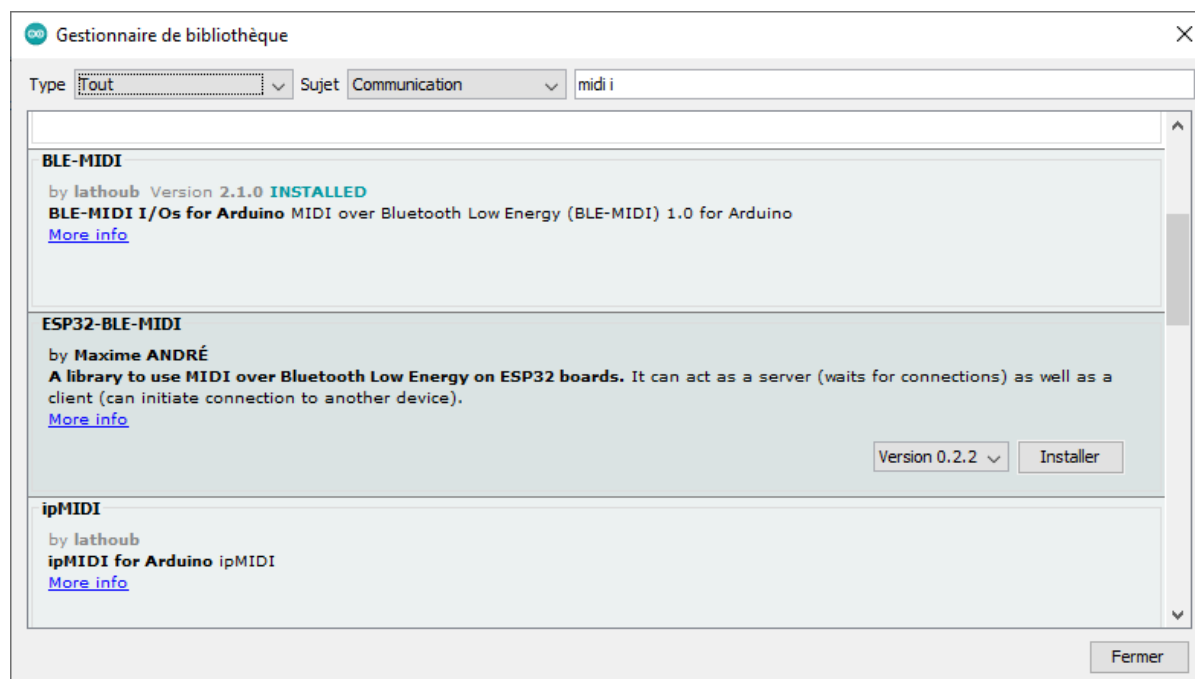 Gestionnaire de bibliothèque
Type Tout Sujet Communication midi i
BLE-MIDI
by lathoub Version 2.1.0 INSTALLED
BLE-MIDI I/Os for Arduino MIDI over Bluetooth Low Energy (BLE-MIDI) 1.0 for Arduino
More info
ESP32-BLE-MIDI
by Maxime ANDRÉ
A library to use MIDI over Bluetooth Low Energy on ESP32 boards. It can act as a server (waits for connections) as well as a
client (can initiate connection to another device).
More info
Version 0.2.2 Installer
ipMIDI
by lathoub
ipMIDI for Arduino ipMIDI
More info
Fermer